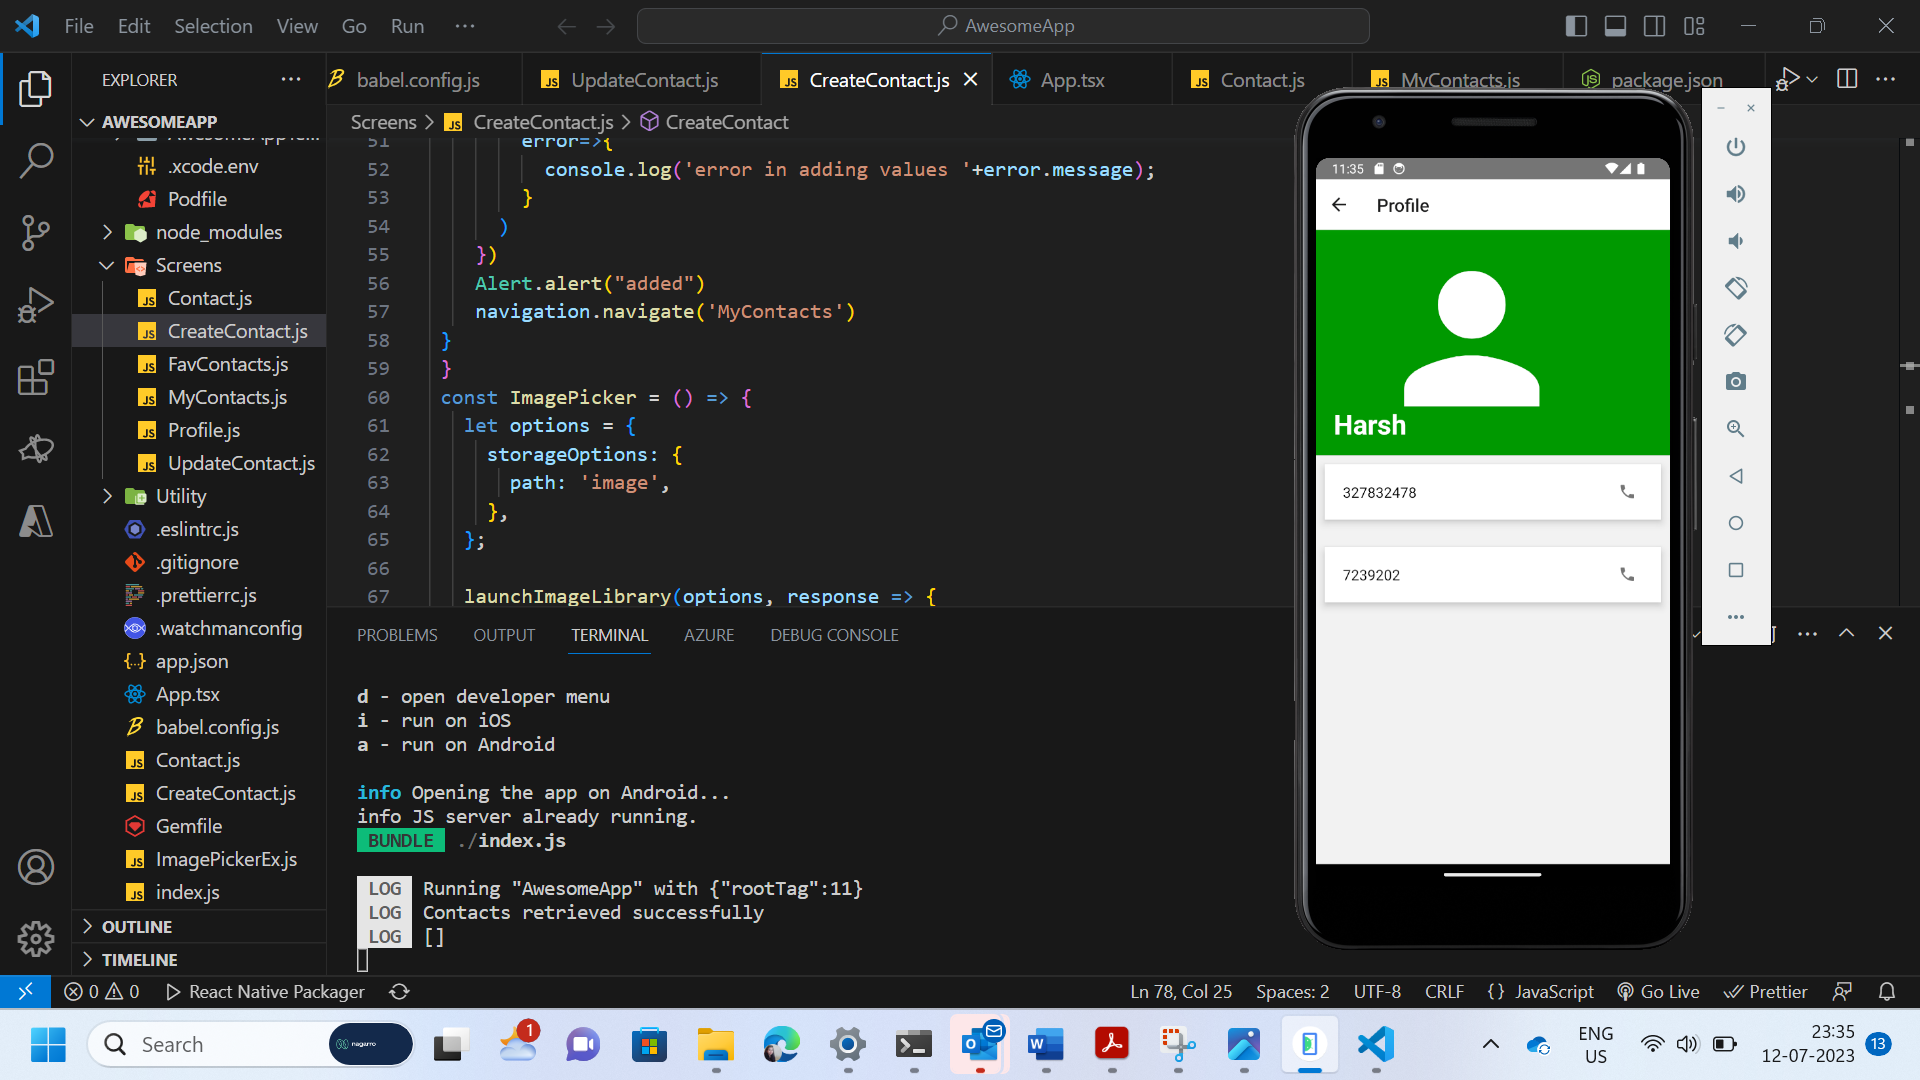 File Edit Selection View Go Run ···
AwesomeApp
EXPLORER
babel.config.js
UpdateContact.js
CreateContact.js
App.tsx
Contact.js
MyContacts.js
package.json
AWESOMEAPP
.xcode.env
Podfile
node_modules
Screens
Contact.js
CreateContact.js
FavContacts.js
MyContacts.js
Profile.js
UpdateContact.js
Utility
.eslintrc.js
.gitignore
.prettierrc.js
.watchmanconfig
app.json
App.tsx
babel.config.js
Contact.js
CreateContact.js
Gemfile
ImagePickerEx.js
index.js
OUTLINE
TIMELINE
Screens > CreateContact.js > CreateContact
51 error=>{
52 console.log('error in adding values '+error.message);
53 }
54 )
55 })
56 Alert.alert("added")
57 navigation.navigate('MyContacts')
58 }
59 }
60 const ImagePicker = () => {
61 let options = {
62 storageOptions: {
63 path: 'image',
64 },
65 };
66
67 launchImageLibrary(options, response => {
PROBLEMS OUTPUT TERMINAL AZURE DEBUG CONSOLE
d - open developer menu
i - run on iOS
a - run on Android
info Opening the app on Android...
info JS server already running.
BUNDLE ./index.js
LOG Running "AwesomeApp" with {"rootTag":11}
LOG Contacts retrieved successfully
LOG []
11:35
Profile
Harsh
327832478
7239202
0 0 React Native Packager
Ln 78, Col 25 Spaces: 2 UTF-8 CRLF {} JavaScript Go Live Prettier
Search
nagarro
1
ENG
US
23:35
12-07-2023
13